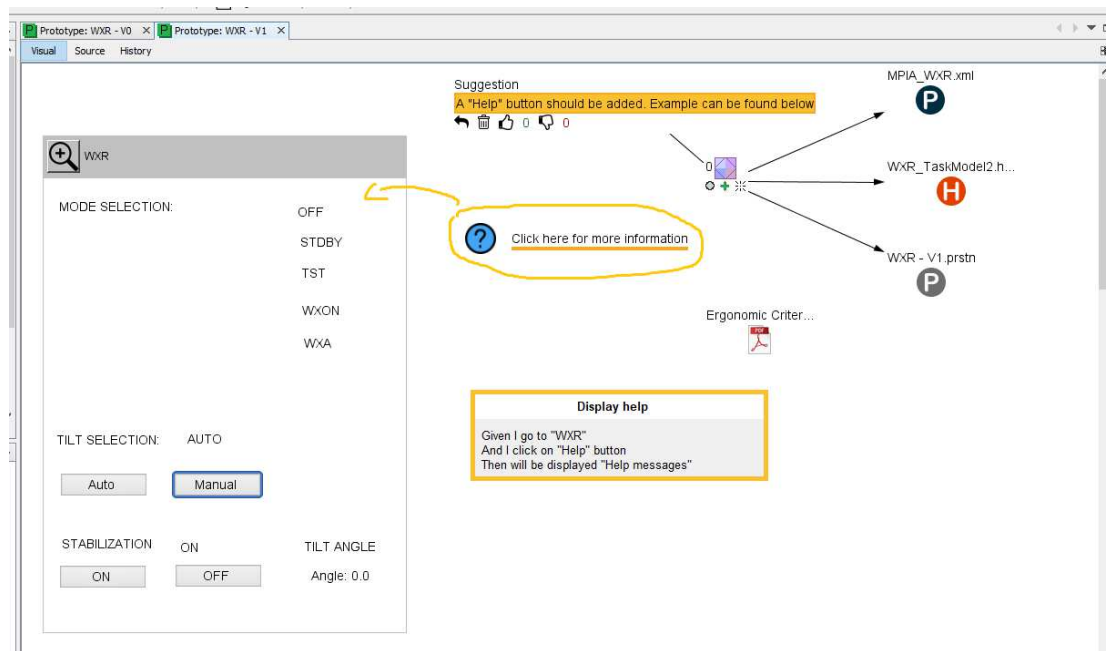 Prototype: WXR - V0
Prototype: WXR - V1
Visual Source History
Suggestion
A "Help" button should be added. Example can be found below
0 0
MPIA_WXR.xml
P
0
WXR_TaskModel2.h...
H
WXR - V1.prstn
P
WXR
MODE SELECTION:
OFF
STDBY
TST
WXON
WXA
? Click here for more information
Ergonomic Criter...
PDF
TILT SELECTION: AUTO
Auto Manual
STABILIZATION ON TILT ANGLE
ON OFF Angle: 0.0
Display help
Given I go to "WXR"
And I click on "Help" button
Then will be displayed "Help messages"